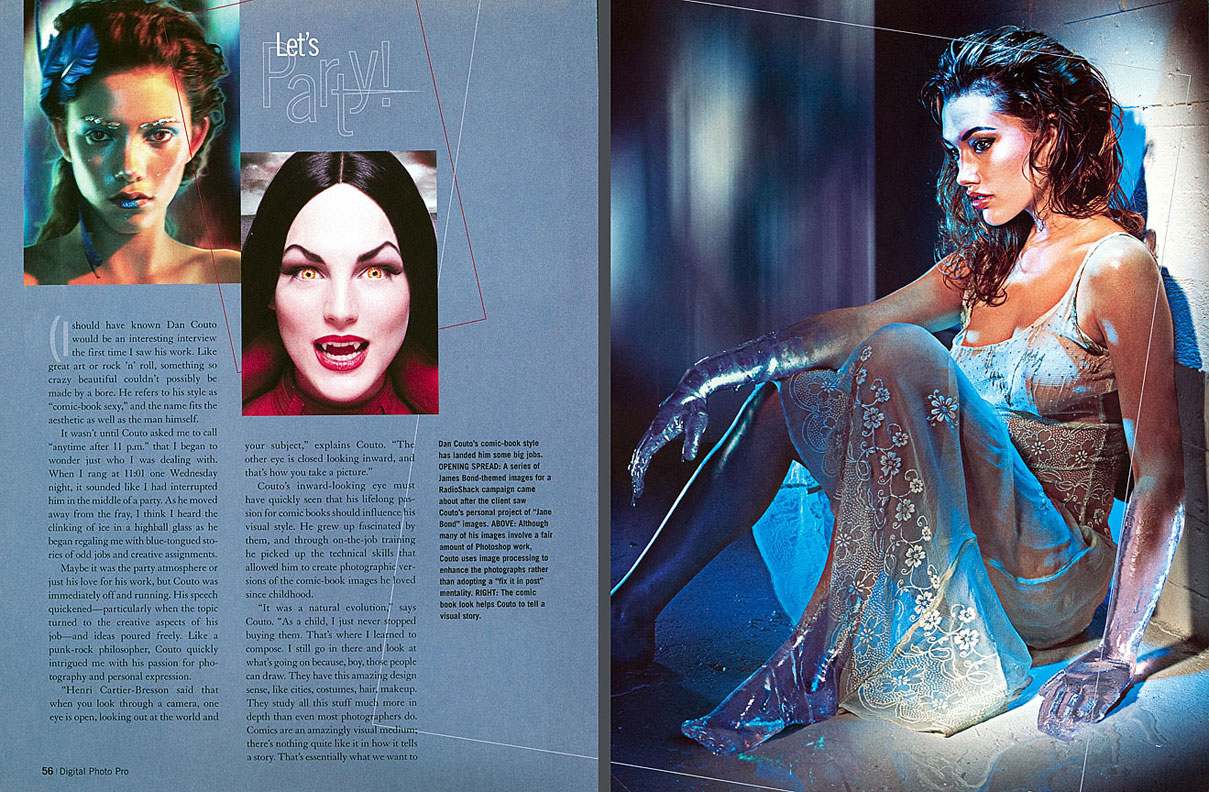 Let's
Party!
(I should have known Dan Couto
would be an interesting interview
the first time I saw his work. Like
great art or rock 'n' roll, something so
crazy beautiful couldn't possibly be
made by a bore. He refers to his style as
“comic-book sexy,” and the name fits the
aesthetic as well as the man himself.
It wasn't until Couto asked me to call
“anytime after 11 p.m.” that I began to
wonder just who I was dealing with.
When I rang at 11:01 one Wednesday
night, it sounded like I had interrupted
him in the middle of a party. As he moved
away from the fray, I think I heard the
clinking of ice in a highball glass as he
began regaling me with blue-tongued sto-
ries of odd jobs and creative assignments.
Maybe it was the party atmosphere or
just his love for his work, but Couto was
immediately off and running. His speech
quickened—particularly when the topic
turned to the creative aspects of his
job—and ideas poured freely. Like a
punk-rock philosopher, Couto quickly
intrigued me with his passion for pho-
tography and personal expression.
“Henri Cartier-Bresson said that
when you look through a camera, one
eye is open, looking out at the world and
your subject,” explains Couto. “The
other eye is closed looking inward, and
that's how you take a picture.”
Couto's inward-looking eye must
have quickly seen that his lifelong pas-
sion for comic books should influence his
visual style. He grew up fascinated by
them, and through on-the-job training
he picked up the technical skills that
allowed him to create photographic ver-
sions of the comic-book images he loved
since childhood.
“It was a natural evolution,” says
Couto. “As a child, I just never stopped
buying them. That's where I learned to
compose. I still go in there and look at
what's going on because, boy, those people
can draw. They have this amazing design
sense, like cities, costumes, hair, makeup.
They study all this stuff much more in
depth than even most photographers do.
Comics are an amazingly visual medium;
there's nothing quite like it in how it tells
a story. That's essentially what we want to
Dan Couto's comic-book style
has landed him some big jobs.
OPENING SPREAD: A series of
James Bond-themed images for a
RadioShack campaign came
about after the client saw
Couto's personal project of “Jane
Bond” images. ABOVE: Although
many of his images involve a fair
amount of Photoshop work,
Couto uses image processing to
enhance the photographs rather
than adopting a “fix it in post”
mentality. RIGHT: The comic
book look helps Couto to tell a
visual story.
56 | Digital Photo Pro